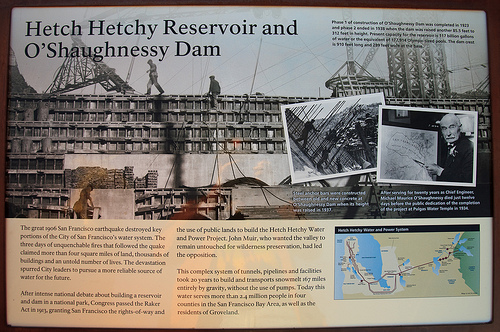 Hetch Hetchy Reservoir and
O'Shaughnessy Dam
Phase 1 of construction of O'Shaughnessy Dam was completed in 1923
and phase 2 ended in 1938 when the dam was raised another 85.5 feet to
312 feet in height. Present capacity for the reservoir is 117 billion gallons
of water or the equivalent of 177,914 Olympic-sized pools. The dam crest
is 910 feet long and
Steel anchor bars were constructed
between old and new concrete at
O'Shaughnessy Dam when its height
was raised in 1937.
After serving for twenty years as Chief Engineer,
Michael Maurice O'Shaughnessy died just twelve
days before the public dedication of the completion
of the project at Pulgas Water Temple in 1934.
The great 1906 San Francisco earthquake destroyed key
portions of the City of San Francisco's water system. The
three days of unquenchable fires that followed the quake
claimed more than four square miles of land, thousands of
buildings and an untold number of lives. The devastation
spurred City leaders to pursue a more reliable source of
water for the future.
After intense national debate about building a reservoir
and dam in a national park, Congress passed the Raker
Act in 1913, granting San Francisco the rights-of-way and
the use of public lands to build the Hetch Hetchy Water
and Power Project. John Muir, who wanted the valley to
remain untouched for wilderness preservation, had led
the opposition.
This complex system of tunnels, pipelines and facilities
took 20 years to build and transports snowmelt 167 miles
entirely by gravity, without the use of pumps. Today this
water serves more than 2.4 million people in four
counties in the San Francisco Bay Area, as well as the
residents of Groveland.
Hetch Hetchy Water and Power System